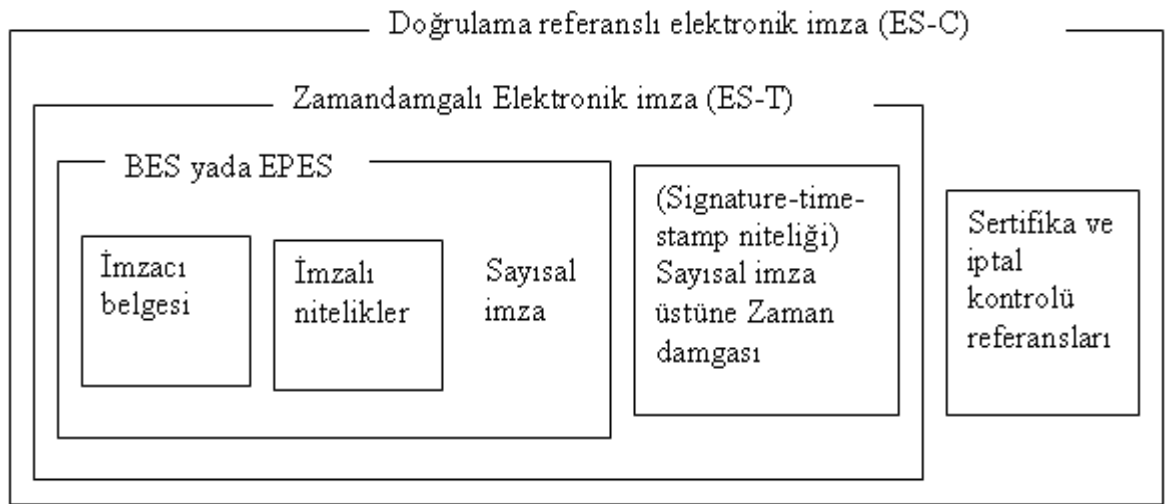 Doğrulama referanslı elektronik imza (ES-C)
Zamandamgalı Elektronik imza (ES-T)
BES yada EPES
İmzacı
belgesi
İmzalı
nitelikler
Sayısal
imza
(Signature-time-
stamp niteliği)
Sayısal imza
üstüne Zaman
damgası
Sertifika ve
iptal
kontrolü
referansları